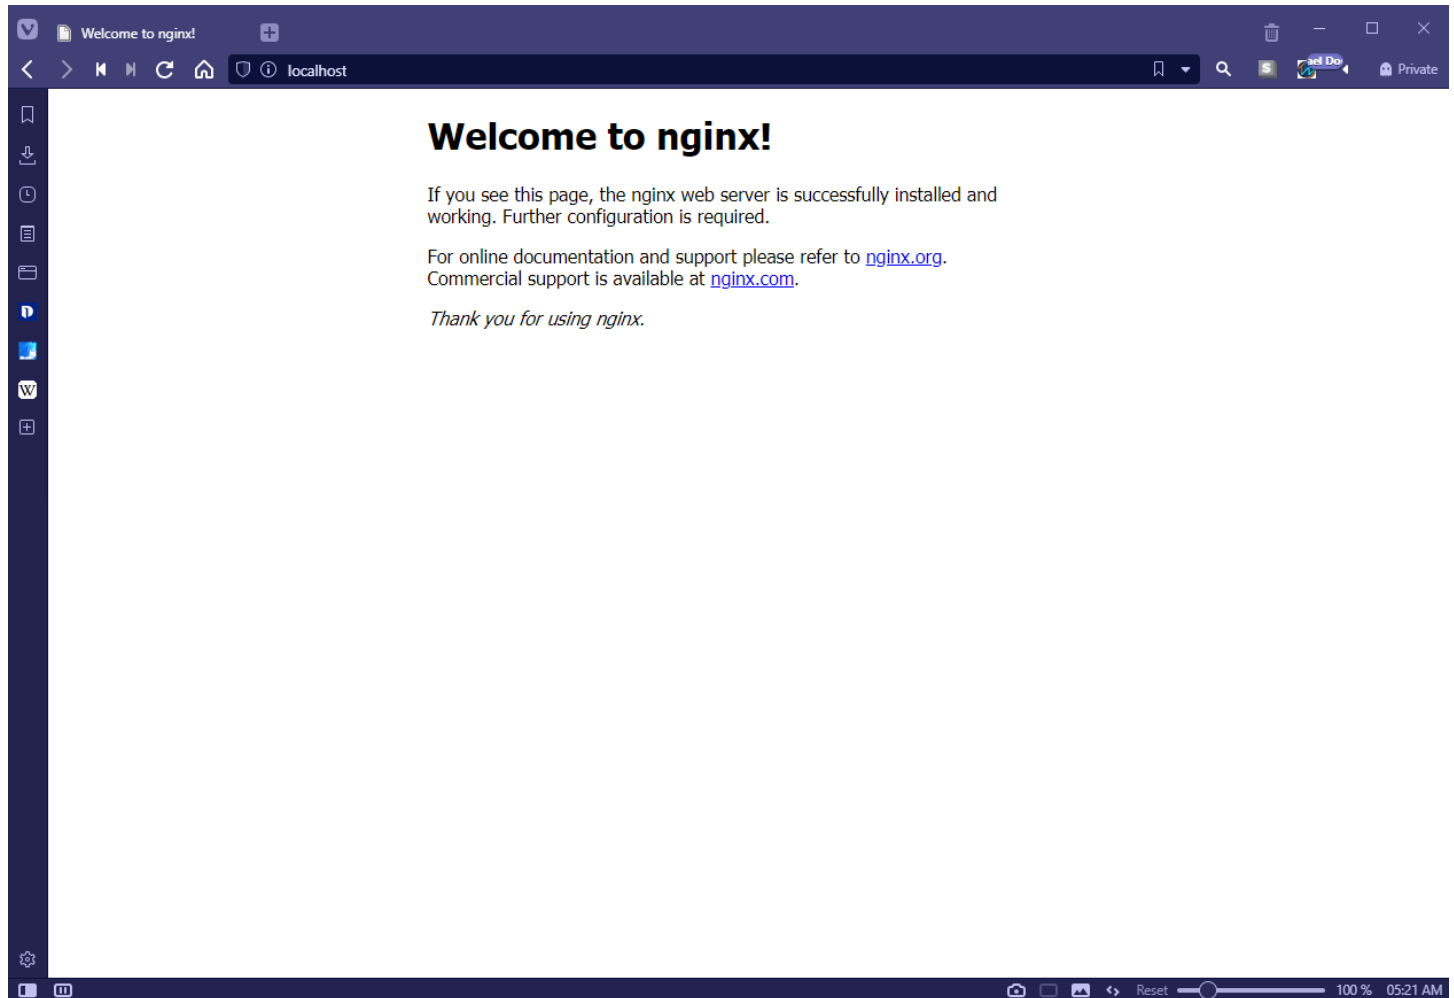 Welcome to nginx!
localhost
S
ael Do
Private
Welcome to nginx!
If you see this page, the nginx web server is successfully installed and
working. Further configuration is required.
For online documentation and support please refer to nginx.org.
Commercial support is available at nginx.com.
Thank you for using nginx.
W
Reset
100 %
05:21 AM